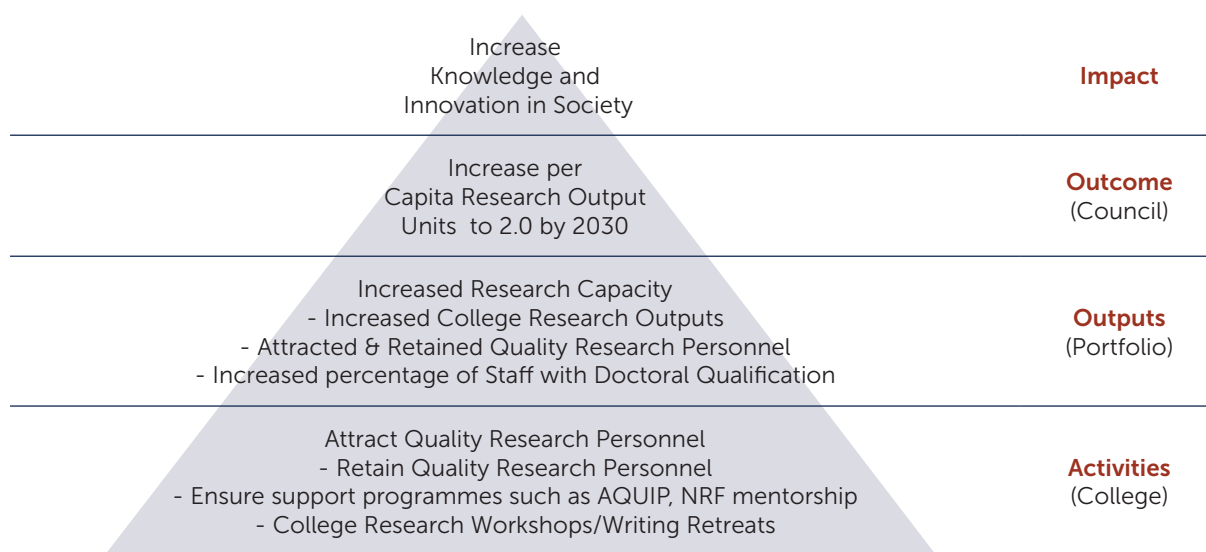 Increase
Knowledge and
Innovation in Society
Impact
Increase per
Capita Research Output
Units to 2.0 by 2030
Outcome
(Council)
Increased Research Capacity
- Increased College Research Outputs
- Attracted & Retained Quality Research Personnel
- Increased percentage of Staff with Doctoral Qualification
Outputs
(Portfolio)
Attract Quality Research Personnel
- Retain Quality Research Personnel
- Ensure support programmes such as AQUIP, NRF mentorship
- College Research Workshops/Writing Retreats
Activities
(College)